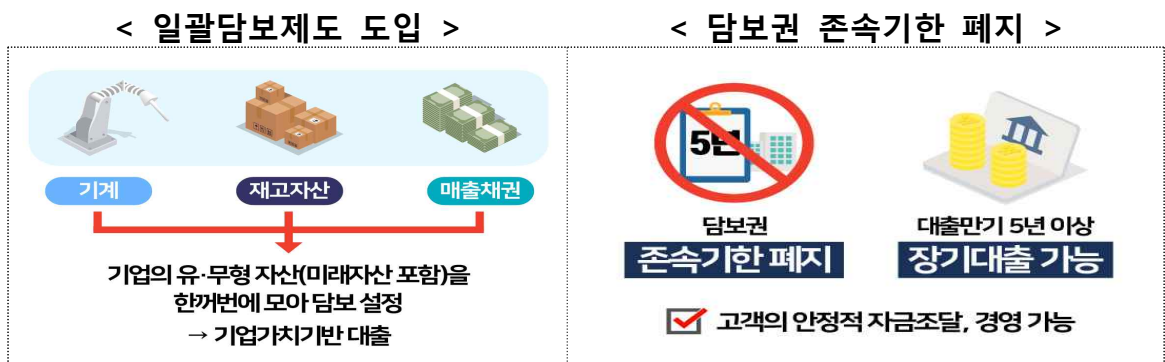 < 일괄담보제도 도입 >
기계
재고자산
매출채권
기업의 유·무형 자산(미래자산 포함)을
한꺼번에 모아 담보 설정
→ 기업가치기반 대출
< 담보권 존속기한 폐지 >
5년
담보권
존속기한 폐지
대출만기 5년 이상
장기대출 가능
고객의 안정적 자금조달, 경영 가능